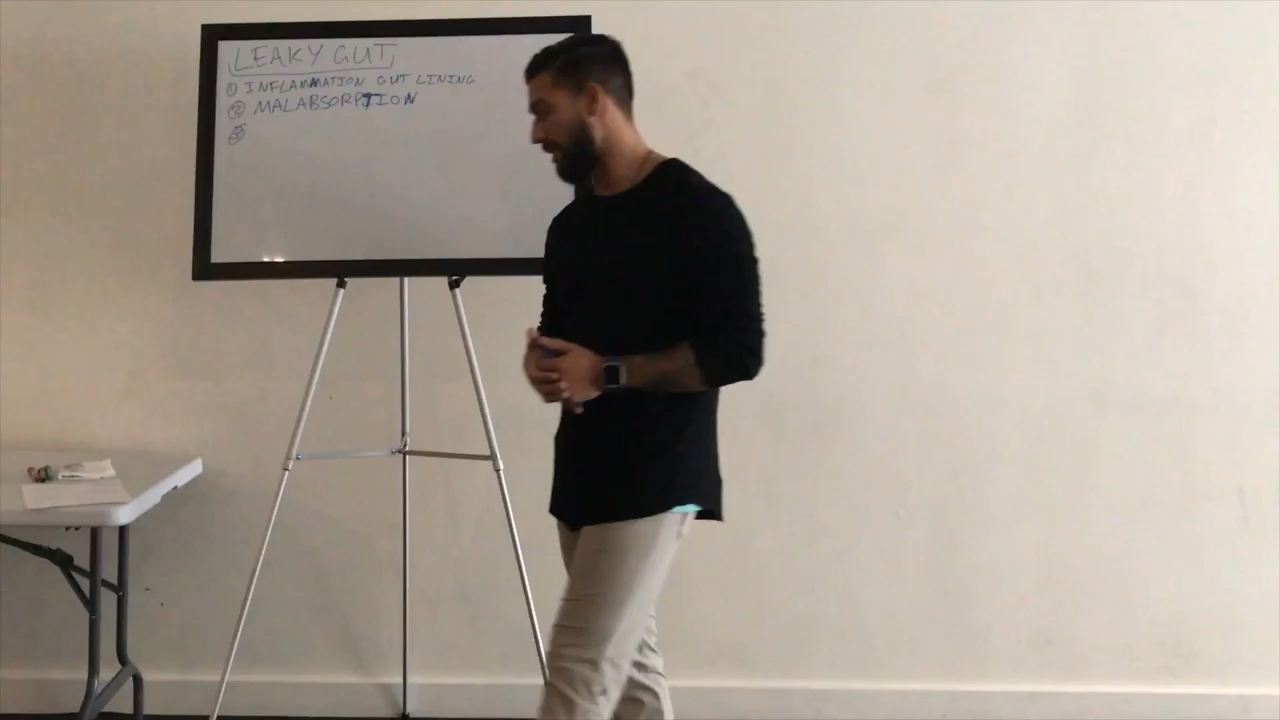 LEAKY GUT
① INFLAMMATION GUT LINING
② MALABSORPTION
③